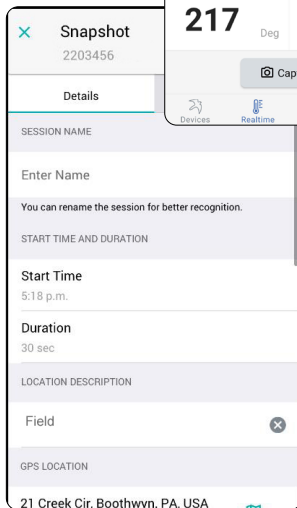 217 Deg
Snapshot
2203456
Details
Devices
Realtime
SESSION NAME
Enter Name
You can rename the session for better recognition.
START TIME AND DURATION
Start Time
5:18 p.m.
Duration
30 sec
LOCATION DESCRIPTION
Field
GPS LOCATION
21 Creek Cir, Boothwyn, PA, USA